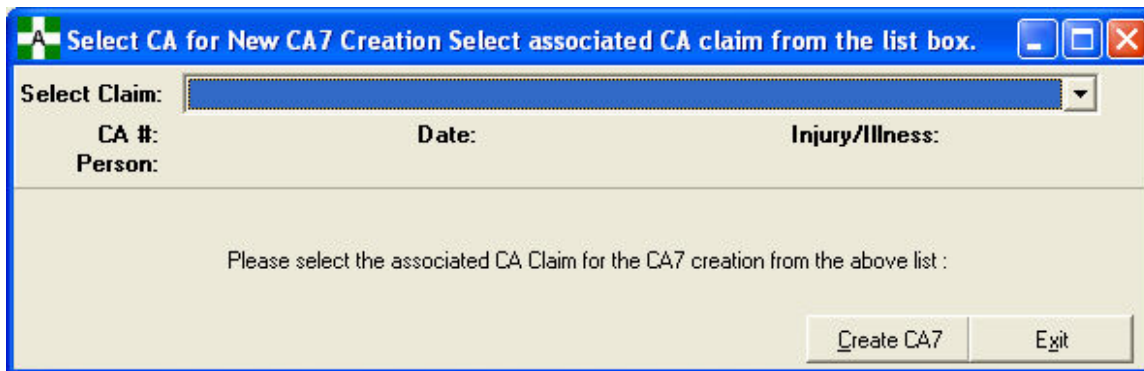 A Select CA for New CA7 Creation Select associated CA claim from the list box.
Select Claim:
CA #: Date: Injury/Illness:
Person:
Please select the associated CA Claim for the CA7 creation from the above list :
Create CA7 Exit